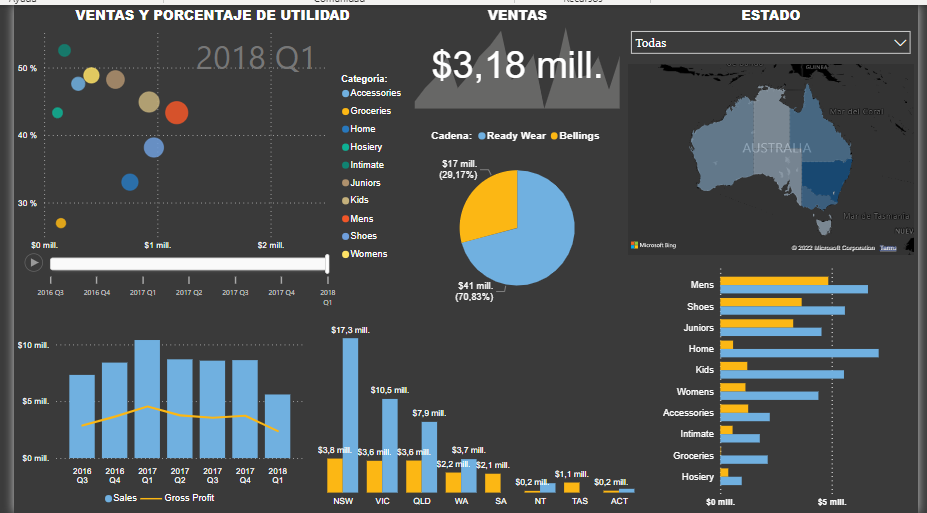 Ayuda
Comunidad
Recursos
VENTAS Y PORCENTAJE DE UTILIDAD
2018 Q1
50 %
40 %
30 %
$0 mill.
$1 mill.
$2 mill.
2016 Q3
2016 Q4
2017 Q1
2017 Q2
2017 Q3
2017 Q4
2018
Q1
Categoría:
Accessories
Groceries
Home
Hosiery
Intimate
Juniors
Kids
Mens
Shoes
Womens
VENTAS
$3,18 mill.
Cadena:
Ready Wear
Bellings
$17 mill.
(29,17%)
$41 mill.
(70,83%)
ESTADO
Todas
GUINEA
Mar del Coral
AUSTRALIA
Mar de Tasmania
Microsoft Bing
© 2022 Microsoft Corporation
Terms
$10 mill.
$5 mill.
$0 mill.
2016
Q3
2016
Q4
2017
Q1
2017
Q2
2017
Q3
2017
Q4
2018
Q1
Sales
Gross Profit
$17,3 mill.
$10,5 mill.
$7,9 mill.
$3,8 mill.
$3,6 mill.
$3,6 mill.
$3,7 mill.
$2,2 mill.
$2,1 mill.
$0,2 mill.
$1,1 mill.
$0,2 mill.
NSW
VIC
QLD
WA
SA
NT
TAS
ACT
Mens
Shoes
Juniors
Home
Kids
Womens
Accessories
Intimate
Groceries
Hosiery
$0 mill.
$5 mill.